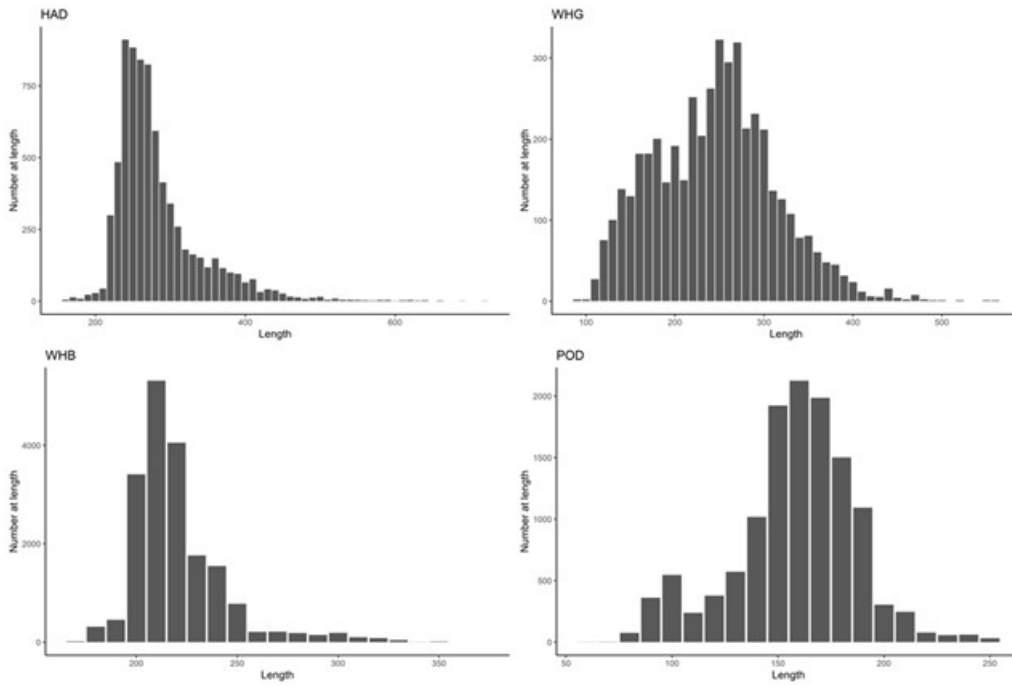 HAD
Number at length
750
500
250
0
200 400 600
Length
WHG
Number at length
300
200
100
0
100 200 300 400 500
Length
WHB
Number at length
4000
2000
0
200 250 300 350
Length
POD
Number at length
2000
1500
1000
500
0
50 100 150 200 250
Length